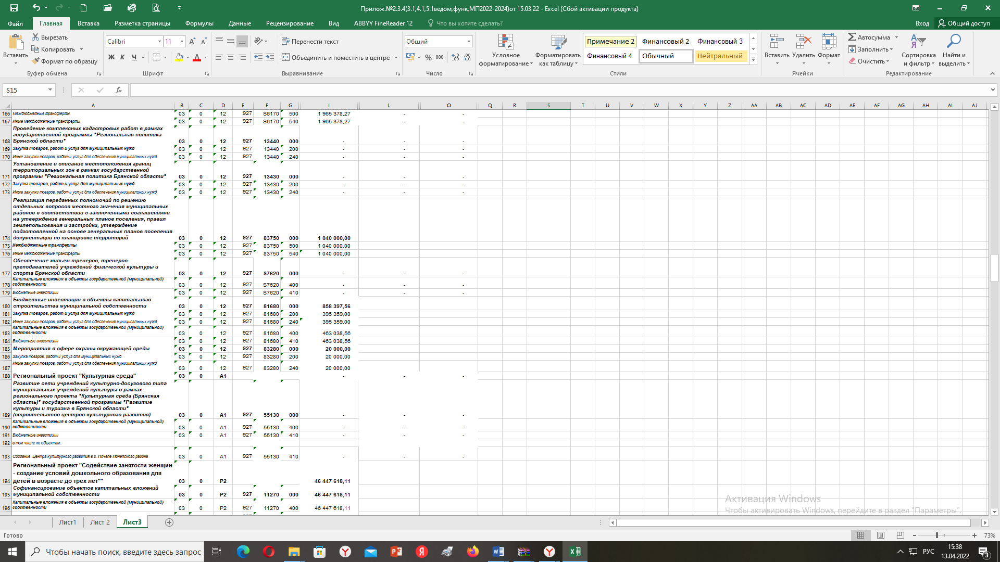 Прилож.№2.3.4(3.1,4.1,5.1ведом,функ,МП2022-2024)от 15.03 22 - Excel (Сбой активации продукта)
Файл Главная Вставка Разметка страницы Формулы Данные Рецензирование Вид ABBYY FineReader 12 Что вы хотите сделать? Вход Общий доступ
Вставить Вырезать
Копировать
Формат по образцу
Буфер обмена
Calibri 11
Ж К Ч
Шрифт
Перенести текст
Объединить и поместить в центре
Выравнивание
Общий
% 000
Число
Условное форматирование
Форматировать как таблицу
Примечание 2 Финансовый 2 Финансовый 3
Финансовый 4 Обычный Нейтральный
Стили
Вставить Удалить Формат
Ячейки
Автосумма
Заполнить
Очистить
Сортировка и фильтр
Найти и выделить
Редактирование
S15 fx
A B C D E F G I L O Q R S T U V W X Y Z AA AB AC AD AE AF AG AH AI AJ
166 Межбюджетные трансферты 03 0 12 927 S6170 500 1 965 378,27 - -
167 Иные межбюджетные трансферты 03 0 12 927 S6170 540 1 965 378,27 - -
Проведение комплексных кадастровых работ в рамках
государственной программы "Региональная политика
168 Брянской области" 03 0 12 927 13440 000 - - -
169 Закупка товаров, работ и услуг для муниципальных нужд 03 0 12 927 13440 200 - - -
170 Иные закупки товаров, работ и услуг для обеспечения муниципальных нужд 03 0 12 927 13440 240 - - -
Установление и описание местоположения границ
территориальных зон в рамках государственной
171 программы "Региональная политика Брянской области" 03 0 12 927 13430 000 - - -
172 Закупка товаров, работ и услуг для муниципальных нужд 03 0 12 927 13430 200 - - -
173 Иные закупки товаров, работ и услуг для обеспечения муниципальных нужд 03 0 12 927 13430 240 - - -
Реализация переданных полномочий по решению
отдельных вопросов местного значения муниципальных
районов в соответствии с заключенными соглашениями
на утверждение генеральных планов поселения, правил
землепользования и застройки, утверждение
подготовленной на основе генеральных планов поселения
174 документации по планировке территорий 03 0 12 927 83750 000 1 040 000,00
175 Межбюджетные трансферты 03 0 12 927 83750 500 1 040 000,00
176 Иные межбюджетные трансферты 03 0 12 927 83750 540 1 040 000,00
Обеспечение жильем тренеров, тренеров-
преподавателей учреждений физической культуры и
177 спорта Брянской области 03 0 12 927 S7620 000 - - -
Капитальные вложения в объекты государственной (муниципальной)
178 собственности 03 0 12 927 S7620 400 - - -
179 Бюджетные инвестиции 03 0 12 927 S7620 410 - - -
Бюджетные инвестиции в объекты капитального
180 строительства муниципальной собственности 03 0 12 927 81680 000 858 397,56
181 Закупка товаров, работ и услуг для муниципальных нужд 03 0 12 927 81680 200 395 359,00
182 Иные закупки товаров, работ и услуг для обеспечения муниципальных нужд 03 0 12 927 81680 240 395 359,00
Капитальные вложения в объекты государственной (муниципальной)
183 собственности 03 0 12 927 81680 400 463 038,56
184 Бюджетные инвестиции 03 0 12 927 81680 410 463 038,56
185 Мероприятия в сфере охраны окружающей среды 03 0 12 927 83280 000 20 000,00
186 Закупка товаров, работ и услуг для муниципальных нужд 03 0 12 927 83280 200 20 000,00
Иные закупки товаров, работ и услуг для обеспечения муниципальных нужд
187 03 0 12 927 83280 240 20 000,00
188 Региональный проект "Культурная среда" 03 0 A1 - - -
Развитие сети учреждений культурно-досугового типа
муниципальных учреждений культуры в рамках
регионального проекта "Культурная среда (Брянская
область)" государственной программы "Развитие
культуры и туризма в Брянской области"
189 (строительство центров культурного развития) 03 0 A1 927 55130 000 - - -
Капитальные вложения в объекты государственной (муниципальной)
190 собственности 03 0 A1 927 55130 400 - - -
191 Бюджетные инвестиции 03 0 A1 927 55130 410 - - -
192 в том числе по объектам:
193 Создание Центра культурного развития в г. Почепе Почепского района 03 0 A1 927 55130 410 - - -
Региональный проект "Содействие занятости женщин
- создание условий дошкольного образования для
194 детей в возрасте до трех лет"" 03 0 P2 46 447 618,11
Софинансирование объектов капитальных вложений
195 муниципальной собственности 03 0 P2 927 11270 000 46 447 618,11
Капитальные вложения в объекты государственной (муниципальной)
196 собственности 03 0 P2 927 11270 400 46 447 618,11
Активация Windows
Чтобы активировать Windows, перейдите в раздел "Параметры".
Лист1 Лист 2 Лист3
Готово 73%
Чтобы начать поиск, введите здесь запрос
РУС 15:38
13.04.2022 3